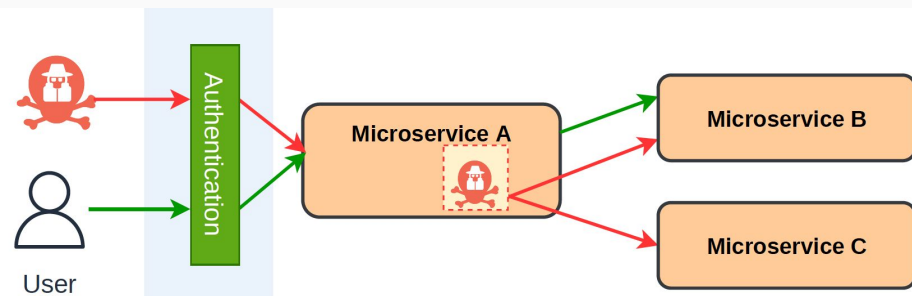 Authentication
Microservice A
Microservice B
Microservice C
User